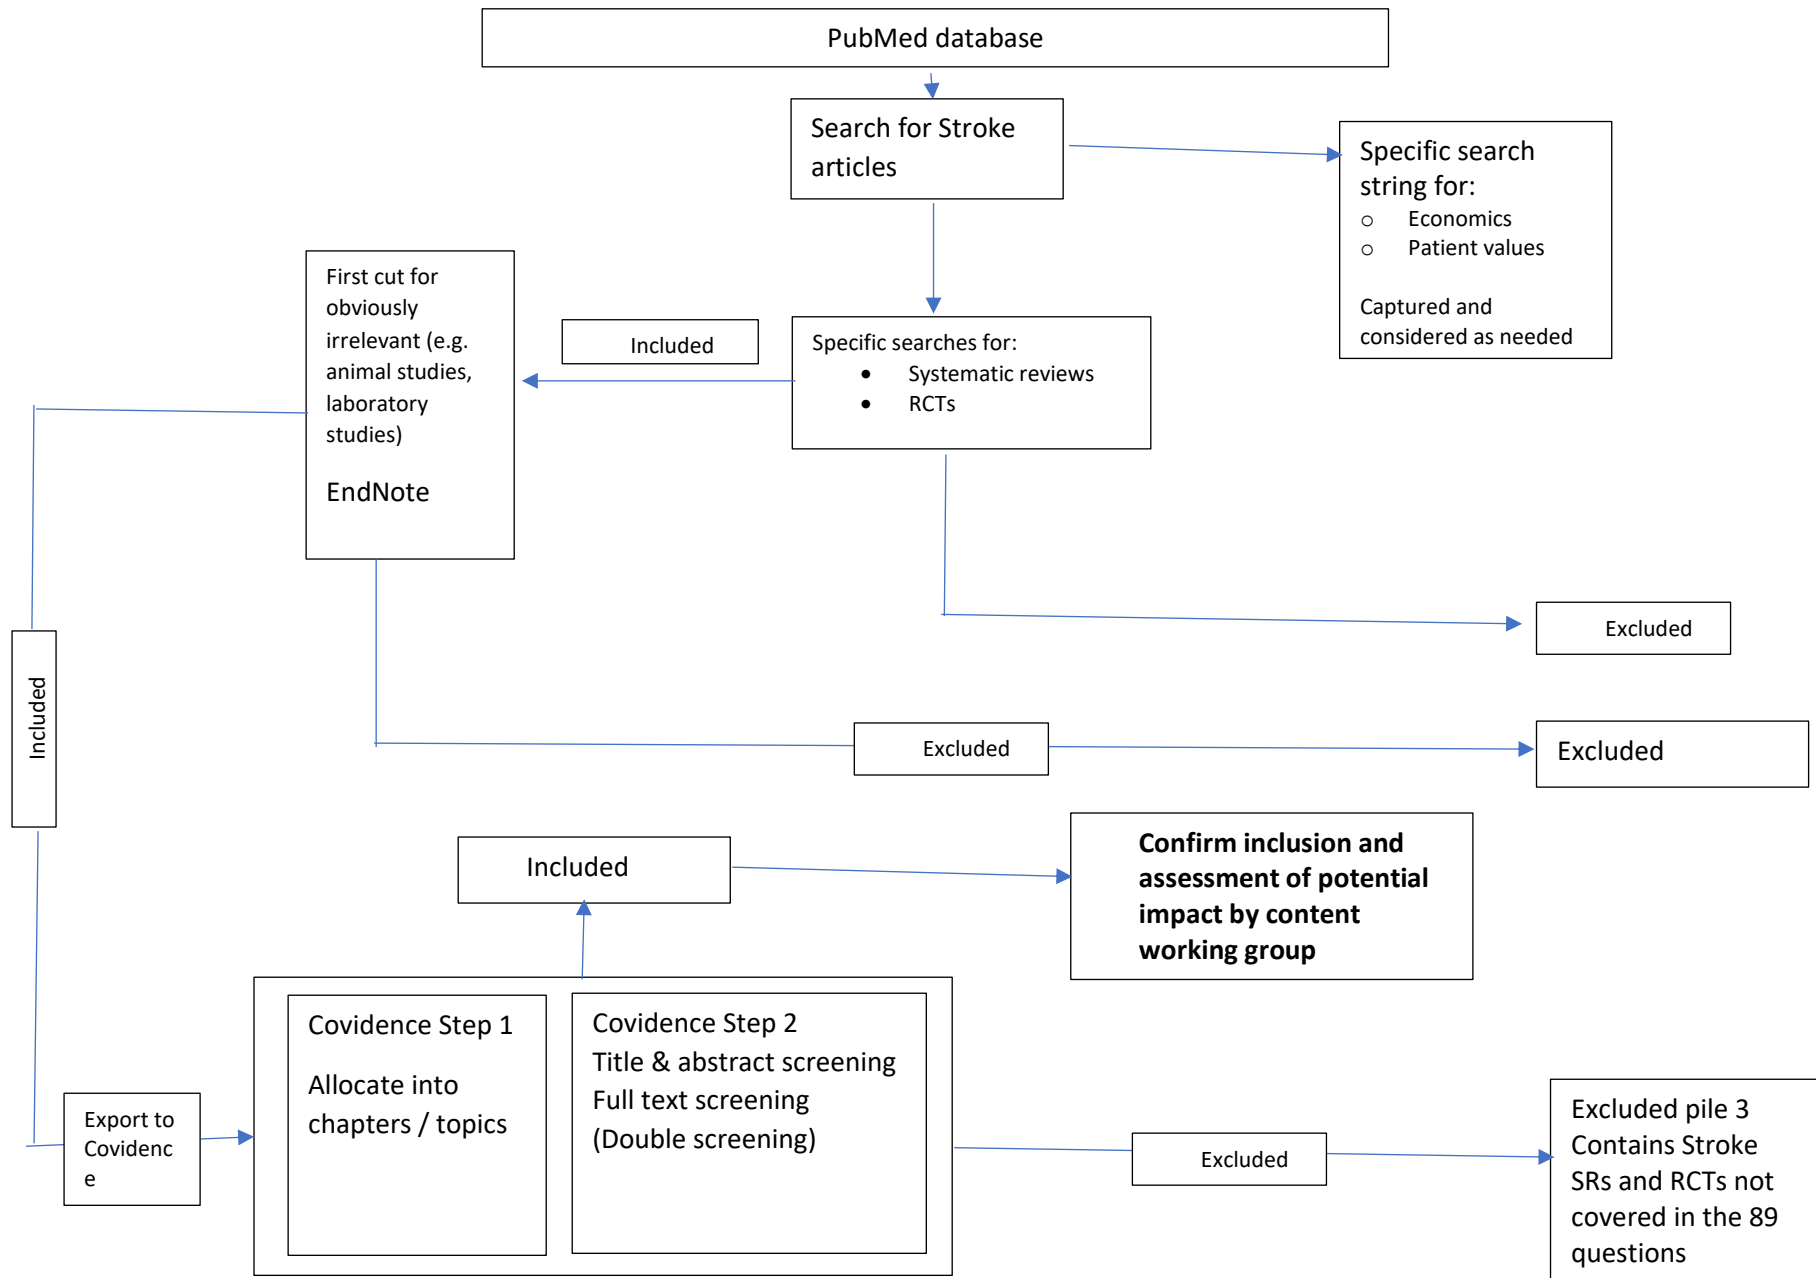 PubMed database
Search for Stroke
articles
Specific search
string for:
o Economics
o Patient values
Captured and
considered as needed
First cut for
obviously
irrelevant (e.g.
animal studies,
laboratory
studies)
EndNote
Included
Specific searches for:
• Systematic reviews
• RCTs
Excluded
Included
Excluded
Excluded
Included
Confirm inclusion and
assessment of potential
impact by content
working group
Export to
Covidenc
e
Covidence Step 1
Allocate into
chapters / topics
Covidence Step 2
Title & abstract screening
Full text screening
(Double screening)
Excluded
Excluded pile 3
Contains Stroke
SRs and RCTs not
covered in the 89
questions